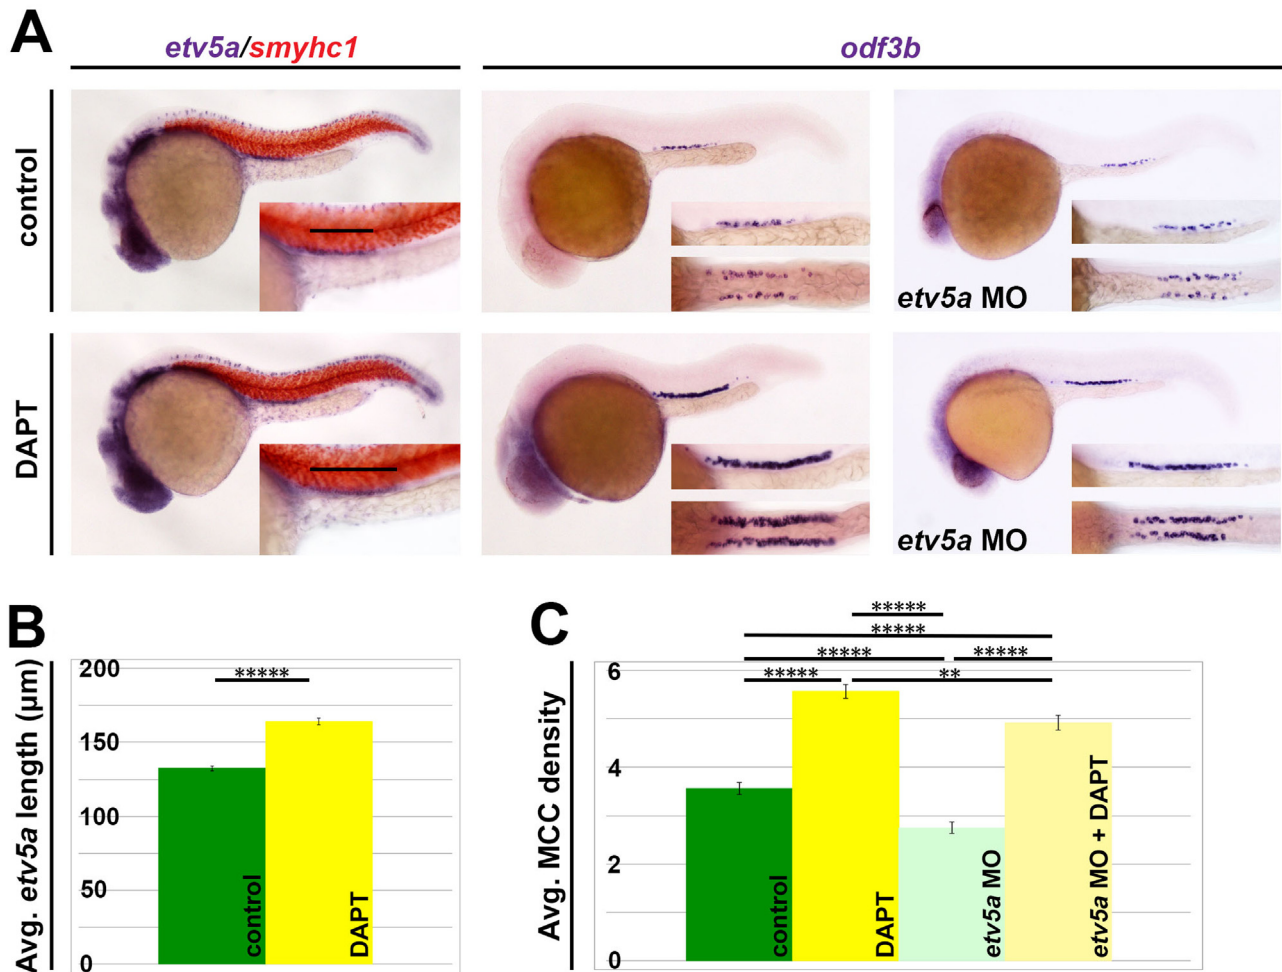 A
etv5a/smyhc1
odf3b
control
etv5a MO
DAPT
etv5a MO
B
Avg. etv5a length (μm)
200
150
100
50
0
*****
control
DAPT
C
Avg. MCC density
6
4
2
0
*****
*****
***** *****
***** **
control
DAPT
etv5a MO
etv5a MO + DAPT